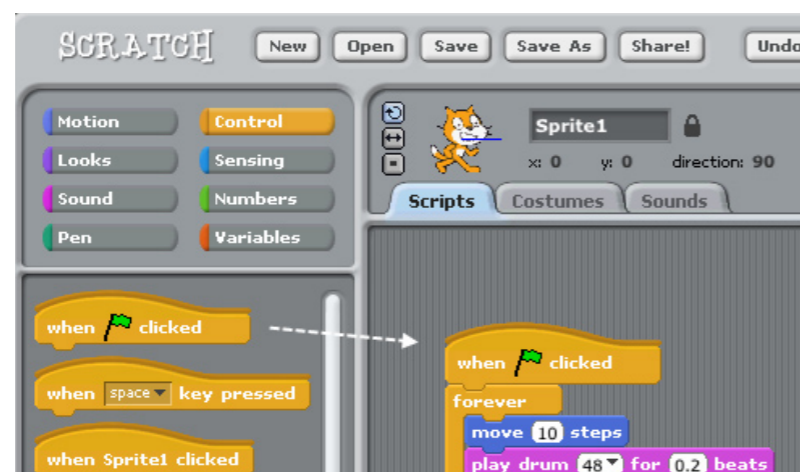 SCRATCH New Open Save Save As Share! Undo
Motion Control
Looks Sensing
Sound Numbers
Pen Variables
Sprite1
x: 0 y: 0 direction: 90
Scripts Costumes Sounds
when clicked
when space key pressed
when Sprite1 clicked
when clicked
forever
move 10 steps
play drum 48 for 0.2 beats